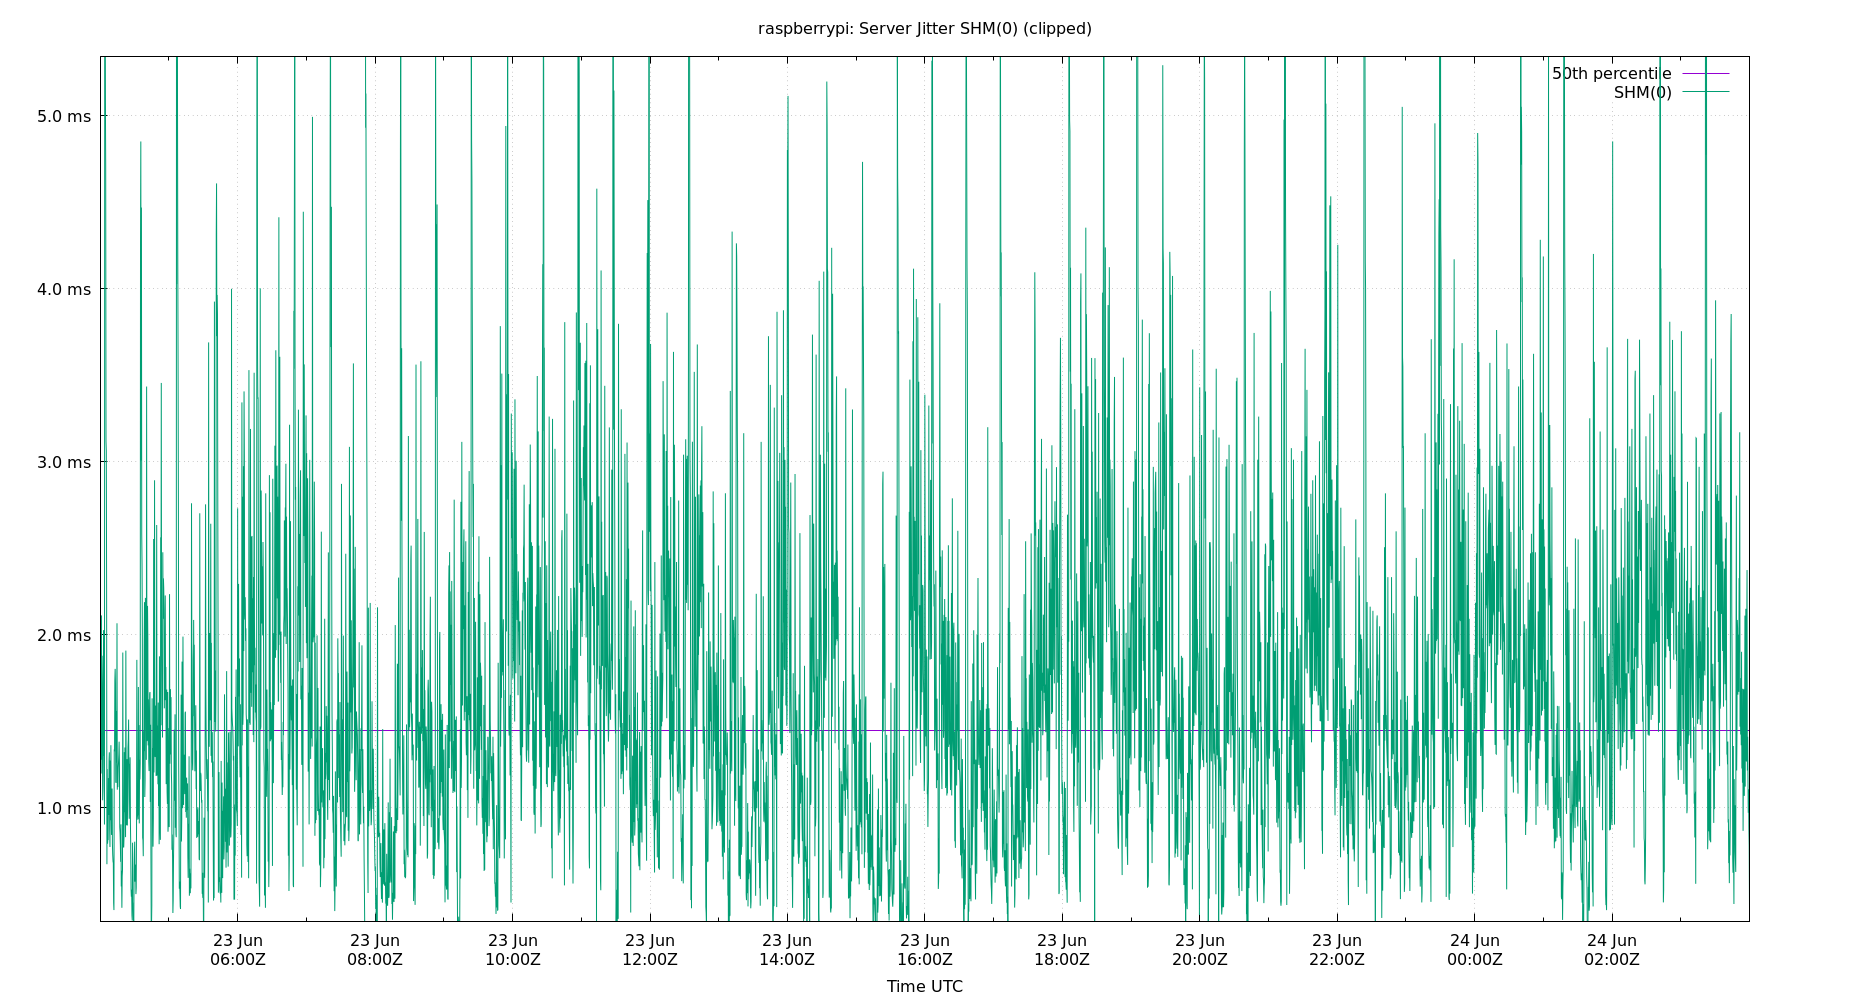 raspberrypi: Server Jitter SHM(0) (clipped)
50th percentile
SHM(0)
5.0 ms
4.0 ms
3.0 ms
2.0 ms
1.0 ms
23 Jun 06:00Z
23 Jun 08:00Z
23 Jun 10:00Z
23 Jun 12:00Z
23 Jun 14:00Z
23 Jun 16:00Z
23 Jun 18:00Z
23 Jun 20:00Z
23 Jun 22:00Z
24 Jun 00:00Z
24 Jun 02:00Z
Time UTC